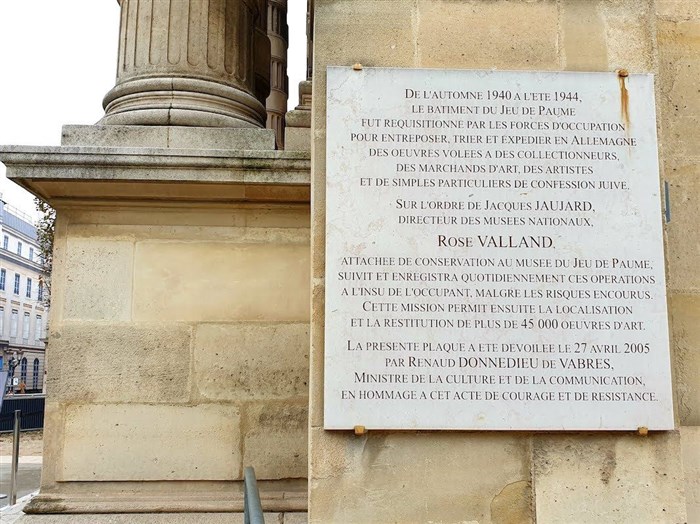 DE L'AUTOMNE 1940 A L'ETE 1944,
LE BATIMENT DU JEU DE PAUME
FUT REQUISITIONNE PAR LES FORCES D'OCCUPATION
POUR ENTREPOSER, TRIER ET EXPEDIER EN ALLEMAGNE
DES OEUVRES VOLEES A DES COLLECTIONNEURS,
DES MARCHANDS D'ART, DES ARTISTES
ET DE SIMPLES PARTICULIERS DE CONFESSION JUIVE.
SUR L'ORDRE DE JACQUES JAUJARD,
DIRECTEUR DES MUSEES NATIONAUX,
ROSE VALLAND,
ATTACHEE DE CONSERVATION AU MUSEE DU JEU DE PAUME,
SUIVIT ET ENREGISTRA QUOTIDIENNEMENT CES OPERATIONS
A L'INSU DE L'OCCUPANT, MALGRE LES RISQUES ENCOURUS.
CETTE MISSION PERMIT ENSUITE LA LOCALISATION
ET LA RESTITUTION DE PLUS DE 45 000 OEUVRES D'ART.
LA PRESENTE PLAQUE A ETE DEVOILEE LE 27 AVRIL 2005
PAR RENAUD DONNEDIEU DE VABRES,
MINISTRE DE LA CULTURE ET DE LA COMMUNICATION,
EN HOMMAGE A CET ACTE DE COURAGE ET DE RESISTANCE.